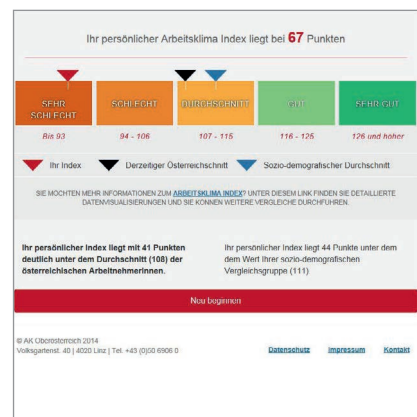 Ihr persönlicher Arbeitsklima Index liegt bei 67 Punkten
SEHR SCHLECHT
SCHLECHT
DURCHSCHNITT
GUT
SEHR GUT
Bis 93
94 - 106
107 - 115
116 - 125
126 und höher
Ihr Index
Derzeitiger Österreichschnitt
Sozio-demografischer Durchschnitt
SIE MÖCHTEN MEHR INFORMATIONEN ZUM ARBEITSKLIMA INDEX? UNTER DIESEM LINK FINDEN SIE DETAILLIERTE
DATENVISUALISIERUNGEN UND SIE KÖNNEN WEITERE VERGLEICHE DURCHFÜHREN.
Ihr persönlicher Index liegt mit 41 Punkten
deutlich unter dem Durchschnitt (108) der
österreichischen ArbeitnehmerInnen.
Ihr persönlicher Index liegt 44 Punkte unter dem
dem Wert Ihrer sozio-demografischen
Vergleichsgruppe (111)
Neu beginnen
© AK Oberösterreich 2014
Volksgartenst. 40 | 4020 Linz | Tel. +43 (0)50 6906 0
Datenschutz
Impressum
Kontakt